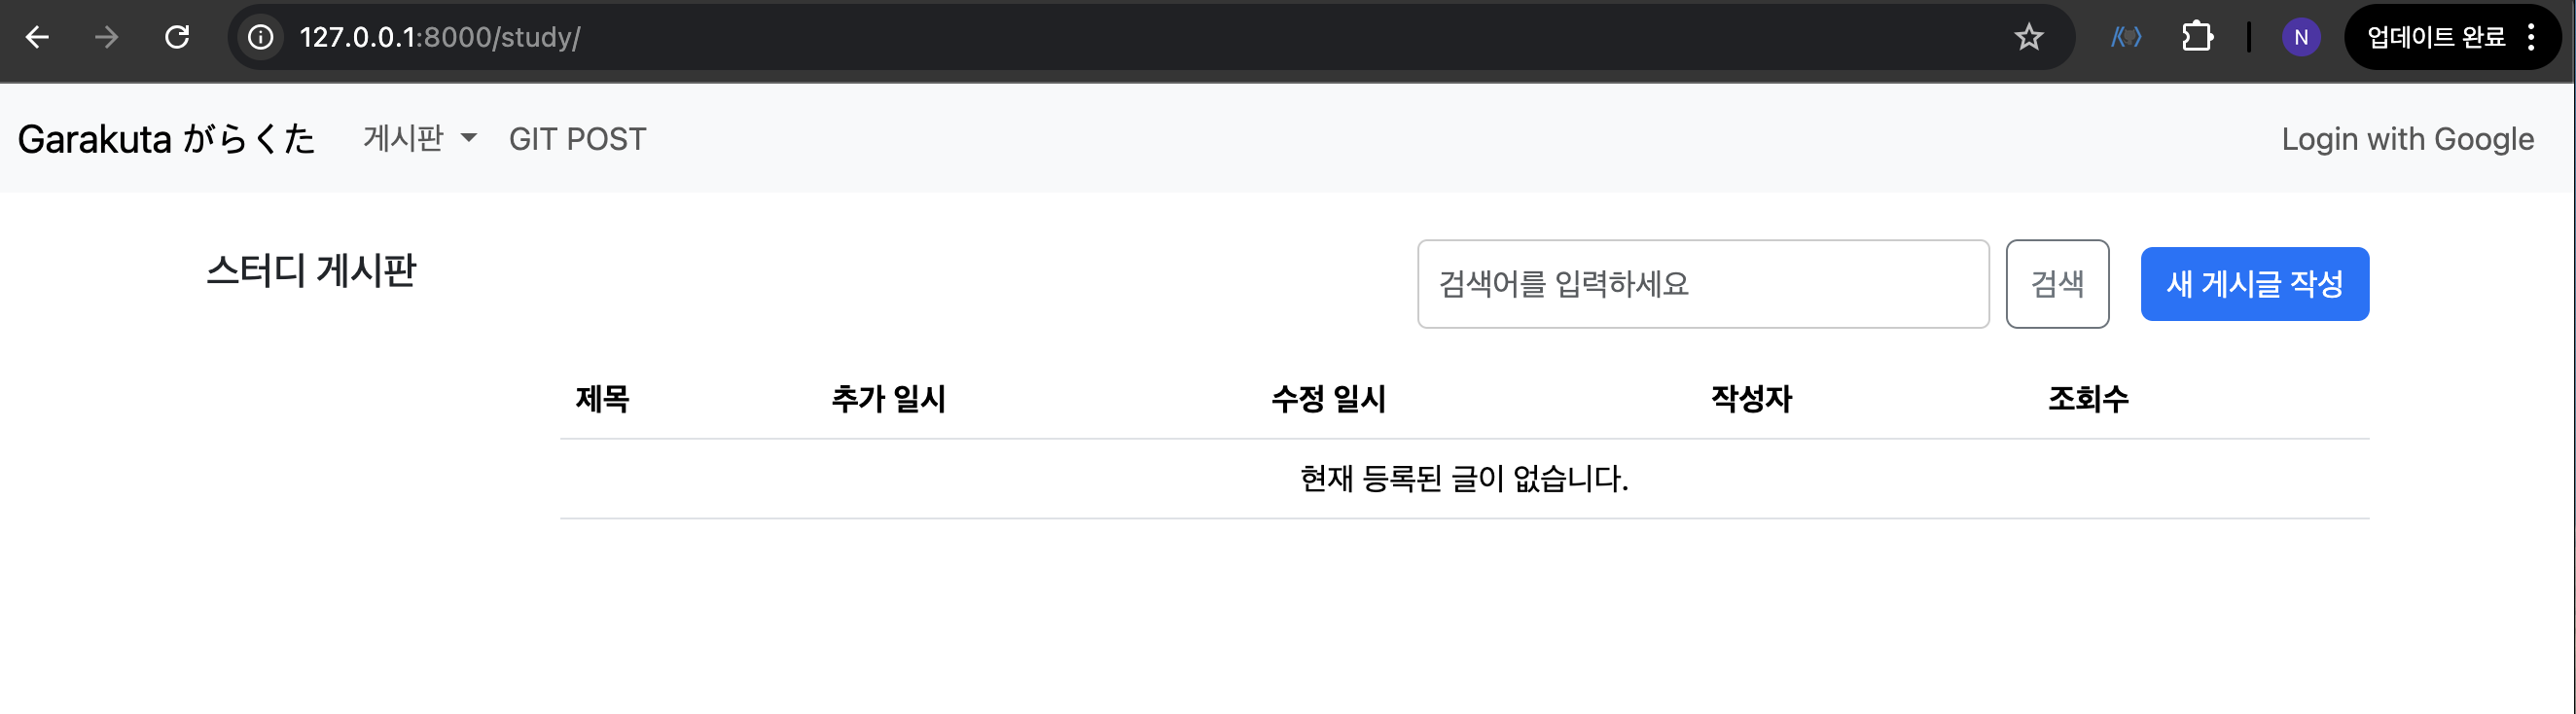 127.0.0.1:8000/study/
N
업데이트 완료
Garakuta がらくた
게시판
GIT POST
Login with Google
스터디 게시판
검색어를 입력하세요
검색
새 게시글 작성
제목 추가 일시 수정 일시 작성자 조회수
현재 등록된 글이 없습니다.